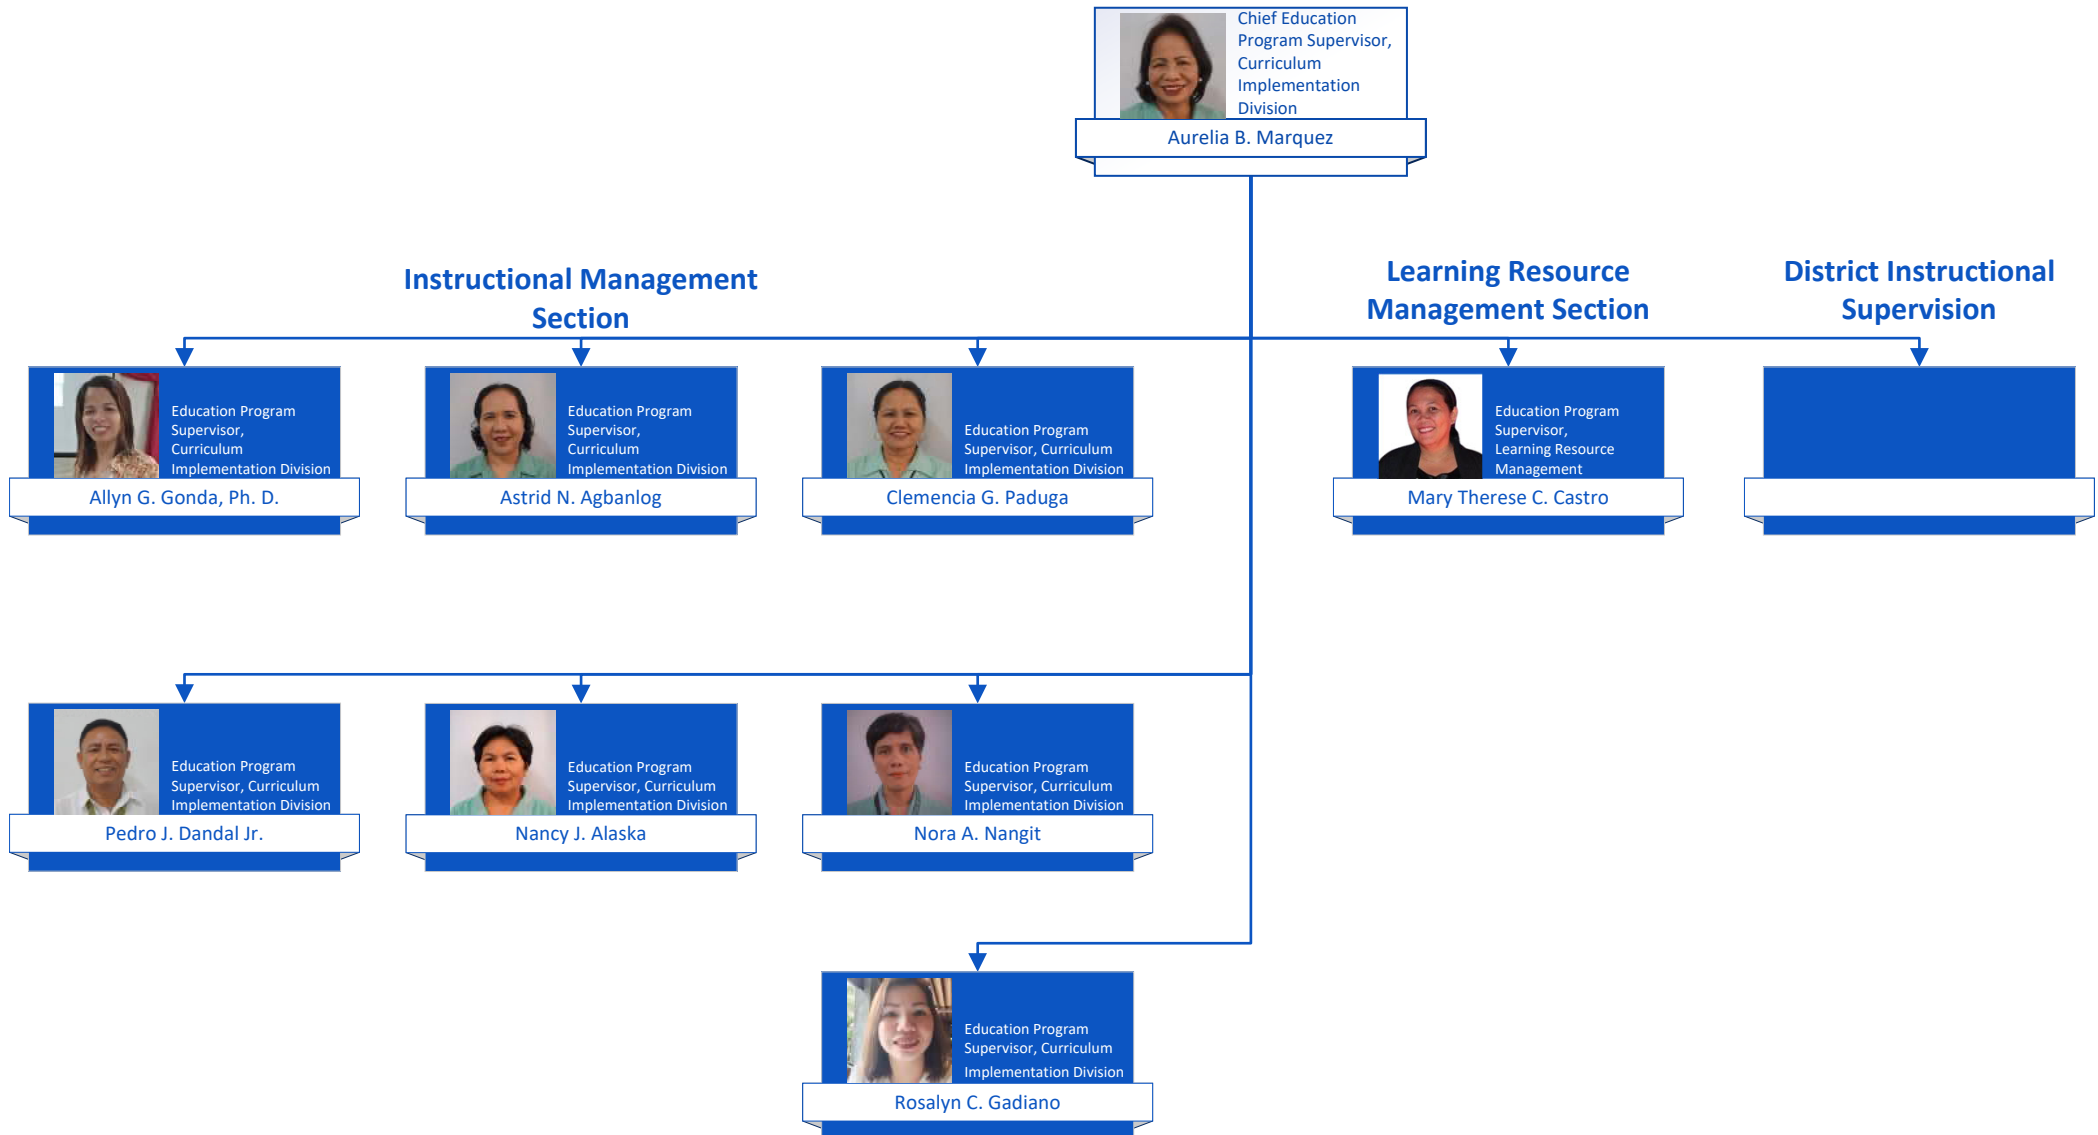 Chief Education
Program Supervisor,
Curriculum
Implementation
Division
Aurelia B. Marquez
Instructional Management
Section
Learning Resource
Management Section
District Instructional
Supervision
Education Program
Supervisor,
Curriculum
Implementation Division
Allyn G. Gonda, Ph. D.
Education Program
Supervisor,
Curriculum
Implementation Division
Astrid N. Agbanlog
Education Program
Supervisor, Curriculum
Implementation Division
Clemencia G. Paduga
Education Program
Supervisor,
Learning Resource
Management
Mary Therese C. Castro
Education Program
Supervisor, Curriculum
Implementation Division
Pedro J. Dandal Jr.
Education Program
Supervisor, Curriculum
Implementation Division
Nancy J. Alaska
Education Program
Supervisor, Curriculum
Implementation Division
Nora A. Nangit
Education Program
Supervisor, Curriculum
Implementation Division
Rosalyn C. Gadiano